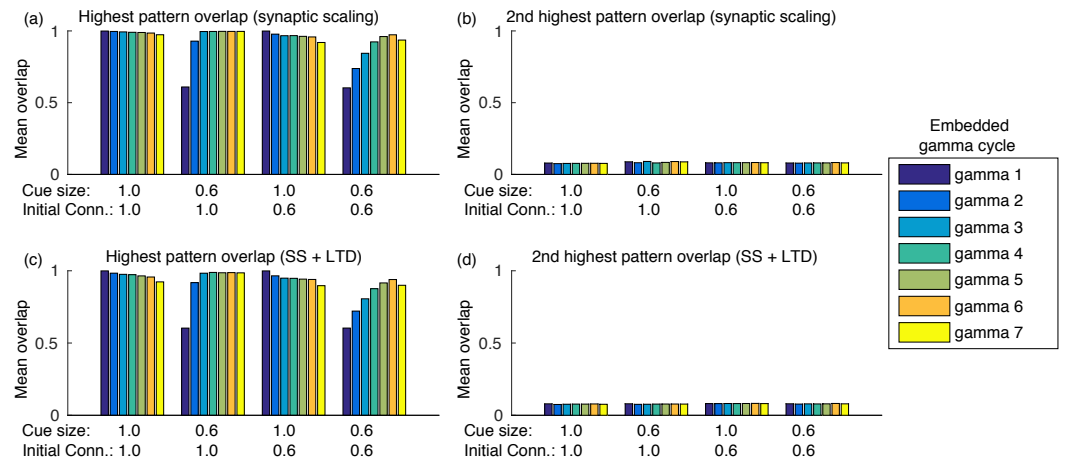 (a) Highest pattern overlap (synaptic scaling)
1
0.5
0
Mean overlap
Cue size: 1.0 0.6 1.0 0.6
Initial Conn.: 1.0 1.0 0.6 0.6
(b) 2nd highest pattern overlap (synaptic scaling)
1
0.5
0
Mean overlap
Cue size: 1.0 0.6 1.0 0.6
Initial Conn.: 1.0 1.0 0.6 0.6
Embedded
gamma cycle
gamma 1
gamma 2
gamma 3
gamma 4
gamma 5
gamma 6
gamma 7
(c) Highest pattern overlap (SS + LTD)
1
0.5
0
Mean overlap
Cue size: 1.0 0.6 1.0 0.6
Initial Conn.: 1.0 1.0 0.6 0.6
(d) 2nd highest pattern overlap (SS + LTD)
1
0.5
0
Mean overlap
Cue size: 1.0 0.6 1.0 0.6
Initial Conn.: 1.0 1.0 0.6 0.6